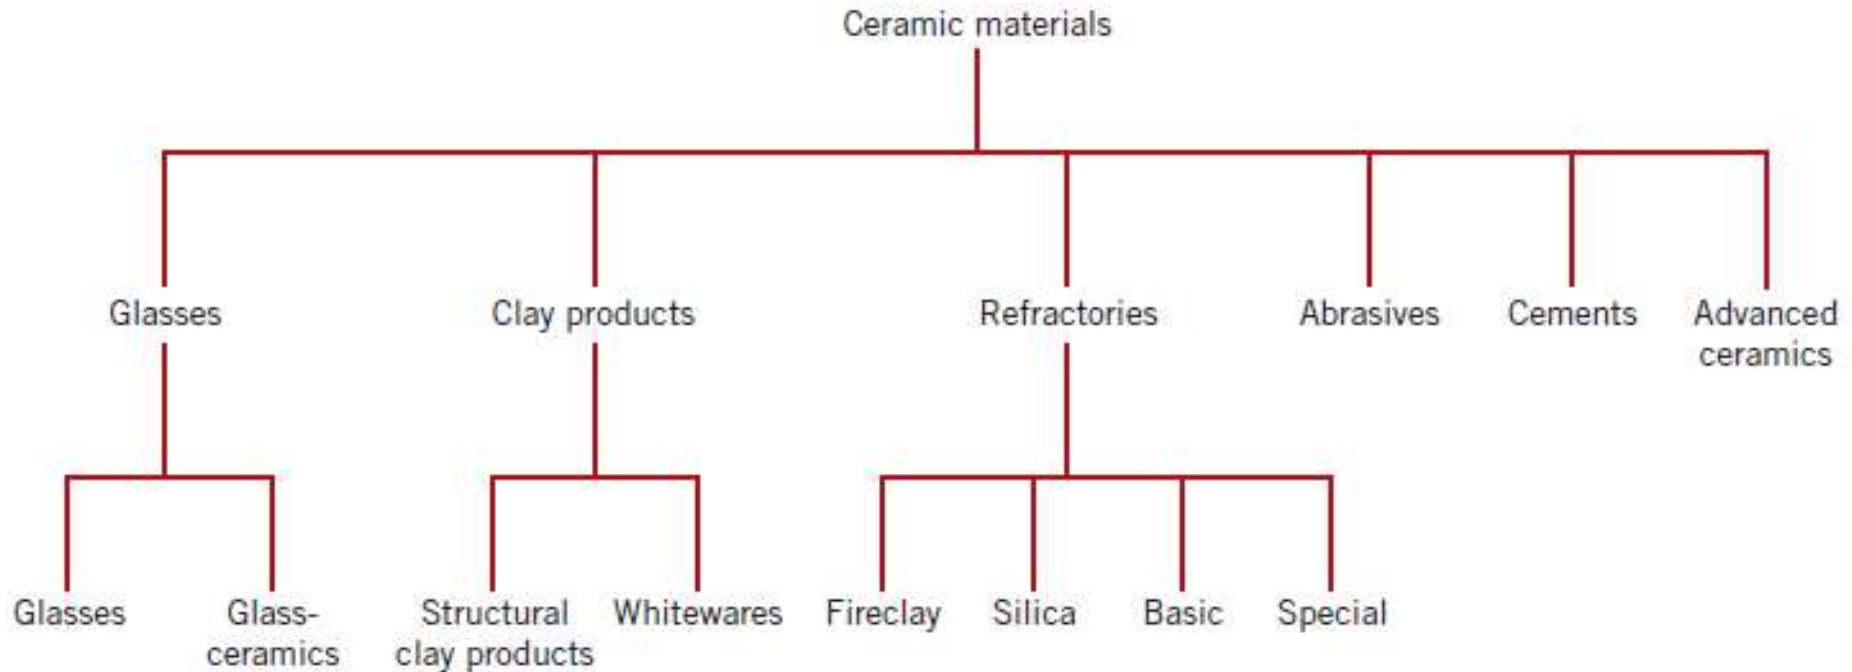 Ceramic materials
Glasses
Clay products
Refractories
Abrasives
Cements
Advanced
ceramics
Glasses
Glass-
ceramics
Structural
clay products
Whitewares
Fireclay
Silica
Basic
Special